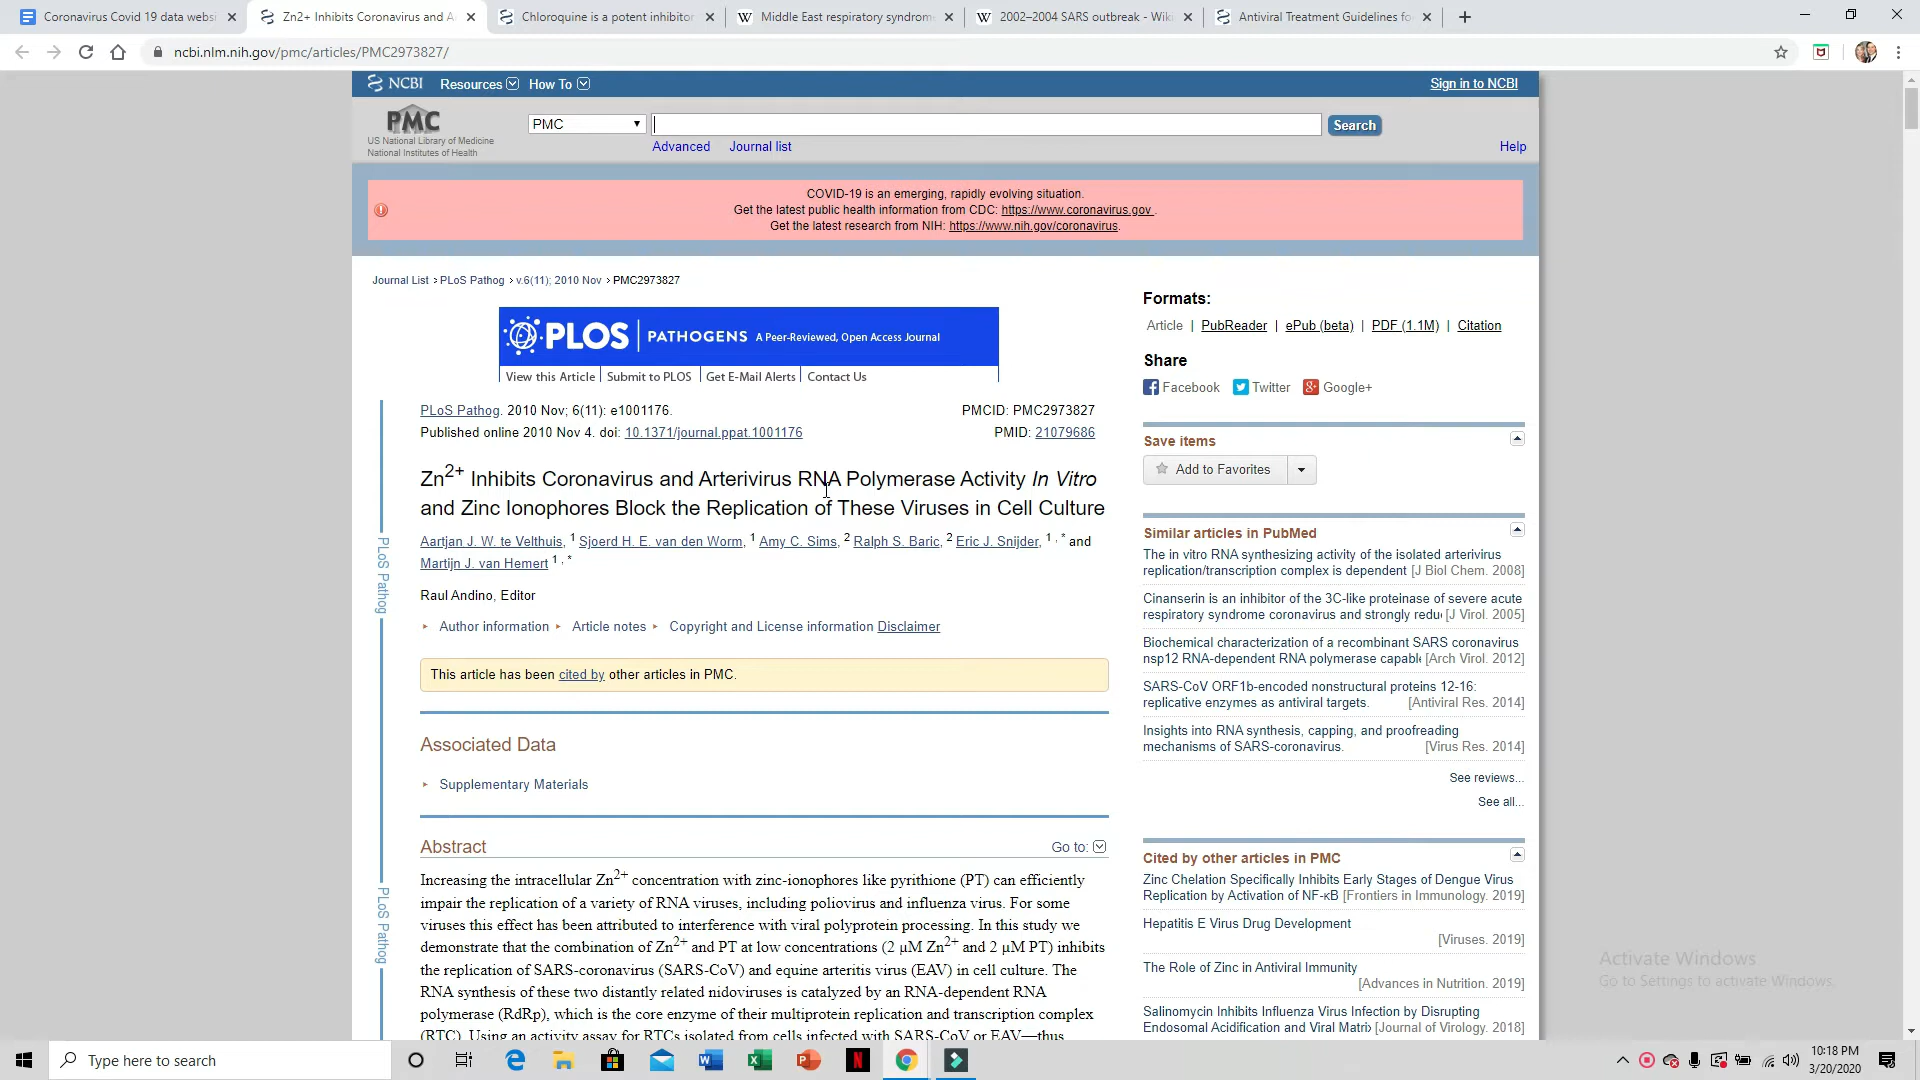 Coronavirus Covid 19 data websi
Zn2+ Inhibits Coronavirus and A
Chloroquine is a potent inhibitor
Middle East respiratory syndrome
2002–2004 SARS outbreak - Wiki
Antiviral Treatment Guidelines fo
ncbi.nlm.nih.gov/pmc/articles/PMC2973827/
NCBI Resources How To Sign in to NCBI
PMC
US National Library of Medicine
National Institutes of Health
PMC
Search
Advanced Journal list Help
COVID-19 is an emerging, rapidly evolving situation.
Get the latest public health information from CDC: https://www.coronavirus.gov .
Get the latest research from NIH: https://www.nih.gov/coronavirus.
Journal List > PLoS Pathog > v.6(11); 2010 Nov > PMC2973827
PLOS PATHOGENS A Peer-Reviewed, Open Access Journal
View this Article Submit to PLOS Get E-Mail Alerts Contact Us
PLoS Pathog. 2010 Nov; 6(11): e1001176. PMCID: PMC2973827
Published online 2010 Nov 4. doi: 10.1371/journal.ppat.1001176 PMID: 21079686
Zn2+ Inhibits Coronavirus and Arterivirus RNA Polymerase Activity In Vitro
and Zinc Ionophores Block the Replication of These Viruses in Cell Culture
Aartjan J. W. te Velthuis, 1 Sjoerd H. E. van den Worm, 1 Amy C. Sims, 2 Ralph S. Baric, 2 Eric J. Snijder, 1 , * and
Martijn J. van Hemert 1 , *
Raul Andino, Editor
Author information Article notes Copyright and License information Disclaimer
This article has been cited by other articles in PMC.
Associated Data
Supplementary Materials
Abstract Go to:
Increasing the intracellular Zn2+ concentration with zinc-ionophores like pyrithione (PT) can efficiently
impair the replication of a variety of RNA viruses, including poliovirus and influenza virus. For some
viruses this effect has been attributed to interference with viral polyprotein processing. In this study we
demonstrate that the combination of Zn2+ and PT at low concentrations (2 µM Zn2+ and 2 µM PT) inhibits
the replication of SARS-coronavirus (SARS-CoV) and equine arteritis virus (EAV) in cell culture. The
RNA synthesis of these two distantly related nidoviruses is catalyzed by an RNA-dependent RNA
polymerase (RdRp), which is the core enzyme of their multiprotein replication and transcription complex
(RTC). Using an activity assay for RTCs isolated from cells infected with SARS-CoV or EAV—thus
PLoS Pathog
PLoS Pathog
Formats:
Article | PubReader | ePub (beta) | PDF (1.1M) | Citation
Share
Facebook Twitter Google+
Save items
Add to Favorites
Similar articles in PubMed
The in vitro RNA synthesizing activity of the isolated arterivirus
replication/transcription complex is dependent [J Biol Chem. 2008]
Cinanserin is an inhibitor of the 3C-like proteinase of severe acute
respiratory syndrome coronavirus and strongly redu [J Virol. 2005]
Biochemical characterization of a recombinant SARS coronavirus
nsp12 RNA-dependent RNA polymerase capabl [Arch Virol. 2012]
SARS-CoV ORF1b-encoded nonstructural proteins 12-16:
replicative enzymes as antiviral targets. [Antiviral Res. 2014]
Insights into RNA synthesis, capping, and proofreading
mechanisms of SARS-coronavirus. [Virus Res. 2014]
See reviews...
See all...
Cited by other articles in PMC
Zinc Chelation Specifically Inhibits Early Stages of Dengue Virus
Replication by Activation of NF-κB [Frontiers in Immunology. 2019]
Hepatitis E Virus Drug Development
[Viruses. 2019]
The Role of Zinc in Antiviral Immunity
[Advances in Nutrition. 2019]
Salinomycin Inhibits Influenza Virus Infection by Disrupting
Endosomal Acidification and Viral Matrix [Journal of Virology. 2018]
Activate Windows
Go to Settings to activate Windows.
Type here to search
10:18 PM
3/20/2020